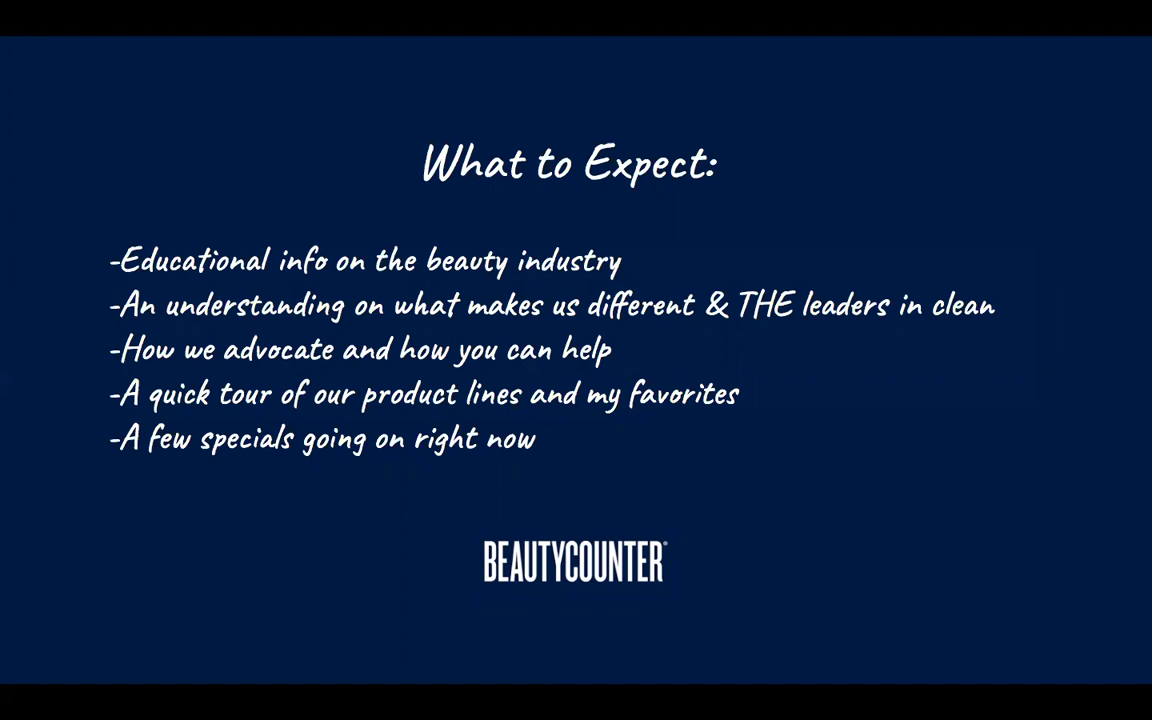 What to Expect:
-Educational info on the beauty industry
-An understanding on what makes us different & THE leaders in clean
-How we advocate and how you can help
-A quick tour of our product lines and my favorites
-A few specials going on right now
BEAUTYCOUNTER®